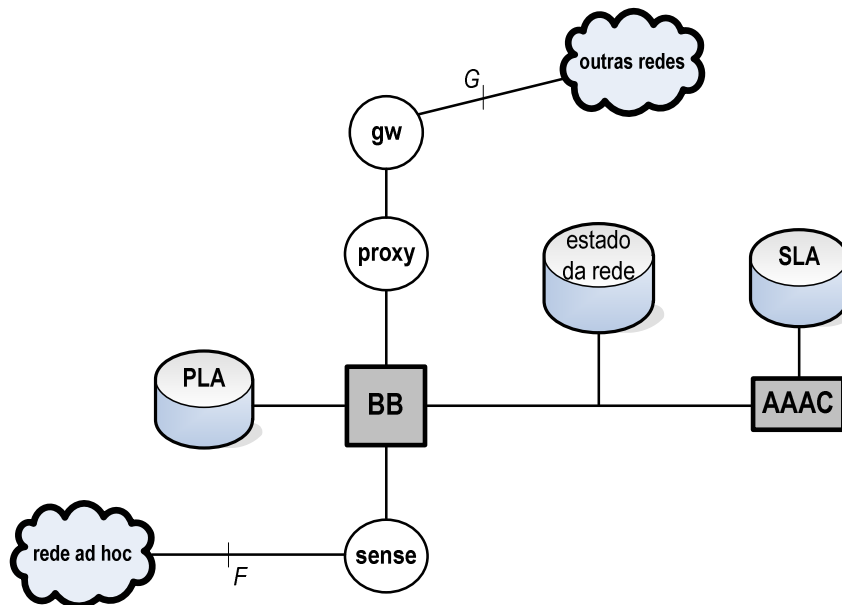 outras redes
G
gw
proxy
estado
da rede
SLA
PLA
BB
AAAC
rede ad hoc
F
sense